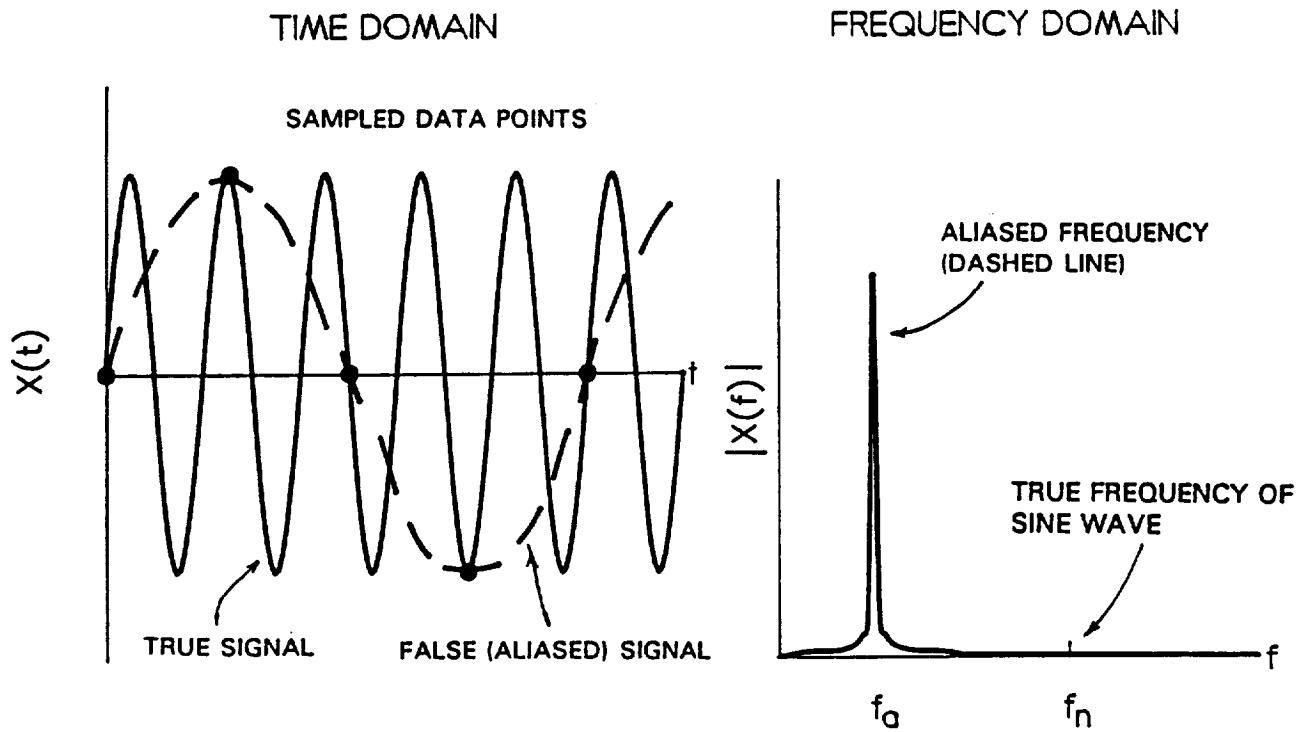 TIME DOMAIN
FREQUENCY DOMAIN
SAMPLED DATA POINTS
X(t)
t
TRUE SIGNAL
FALSE (ALIASED) SIGNAL
|X(f)|
ALIASED FREQUENCY
(DASHED LINE)
TRUE FREQUENCY OF
SINE WAVE
f
fa
fn